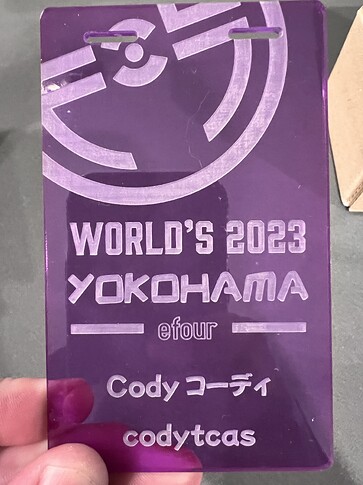 WORLD'S 2023
YOKOHAMA
efour
Cody コーディ
codytcas